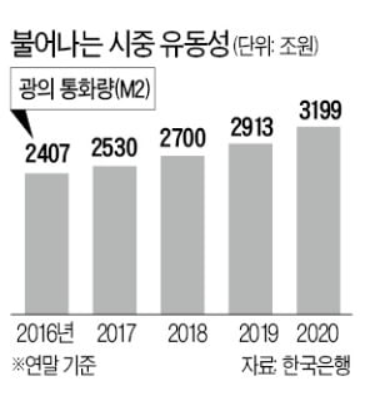 불어나는 시중 유동성(단위: 조원)
광의 통화량(M2)
2407 2530 2700 2913 3199
2016년 2017 2018 2019 2020
※연말 기준 자료: 한국은행